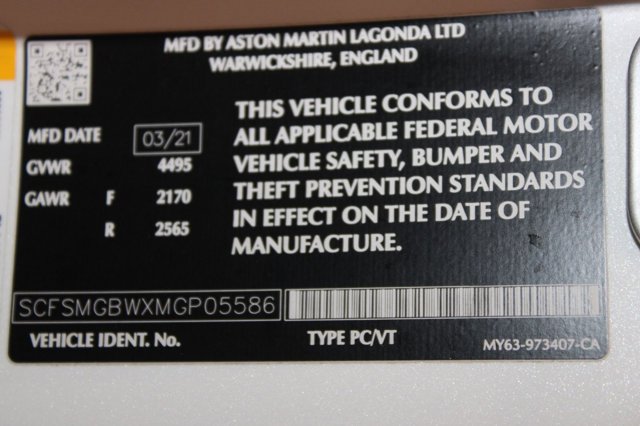 MFD BY ASTON MARTIN LAGONDA LTD
WARWICKSHIRE, ENGLAND
MFD DATE 03/21
GVWR 4495
GAWR F 2170
R 2565
THIS VEHICLE CONFORMS TO
ALL APPLICABLE FEDERAL MOTOR
VEHICLE SAFETY, BUMPER AND
THEFT PREVENTION STANDARDS
IN EFFECT ON THE DATE OF
MANUFACTURE.
SCFSMGBWXMGP05586
VEHICLE IDENT. No. TYPE PC/VT MY63-973407-CA